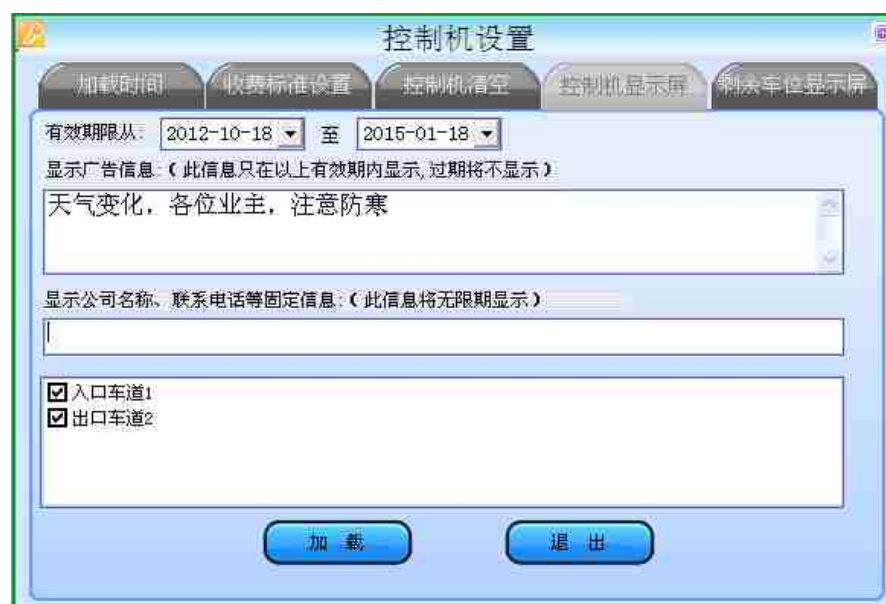 控制机设置
加载时间 收费标准设置 控制机清空 控制机显示屏 剩余车位显示屏
有效期限从: 2012-10-18 至 2015-01-18
显示广告信息:(此信息只在以上有效期内显示,过期将不显示)
天气变化，各位业主，注意防寒
显示公司名称、联系电话等固定信息:(此信息将无限期显示)
入口车道1
出口车道2
加 载 退 出